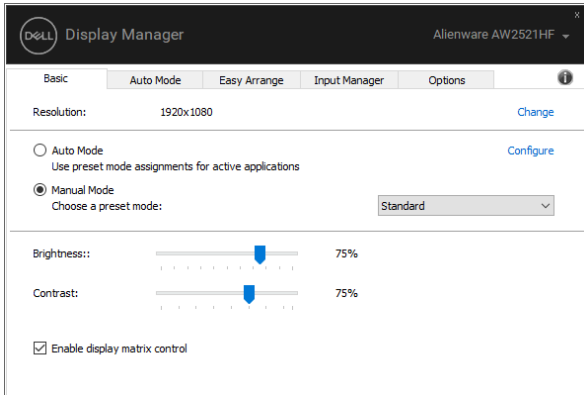 x
DELL Display Manager Alienware AW2521HF
Basic Auto Mode Easy Arrange Input Manager Options i
Resolution: 1920x1080 Change
Auto Mode Configure
Use preset mode assignments for active applications
Manual Mode
Choose a preset mode: Standard
Brightness:: 75%
Contrast: 75%
Enable display matrix control